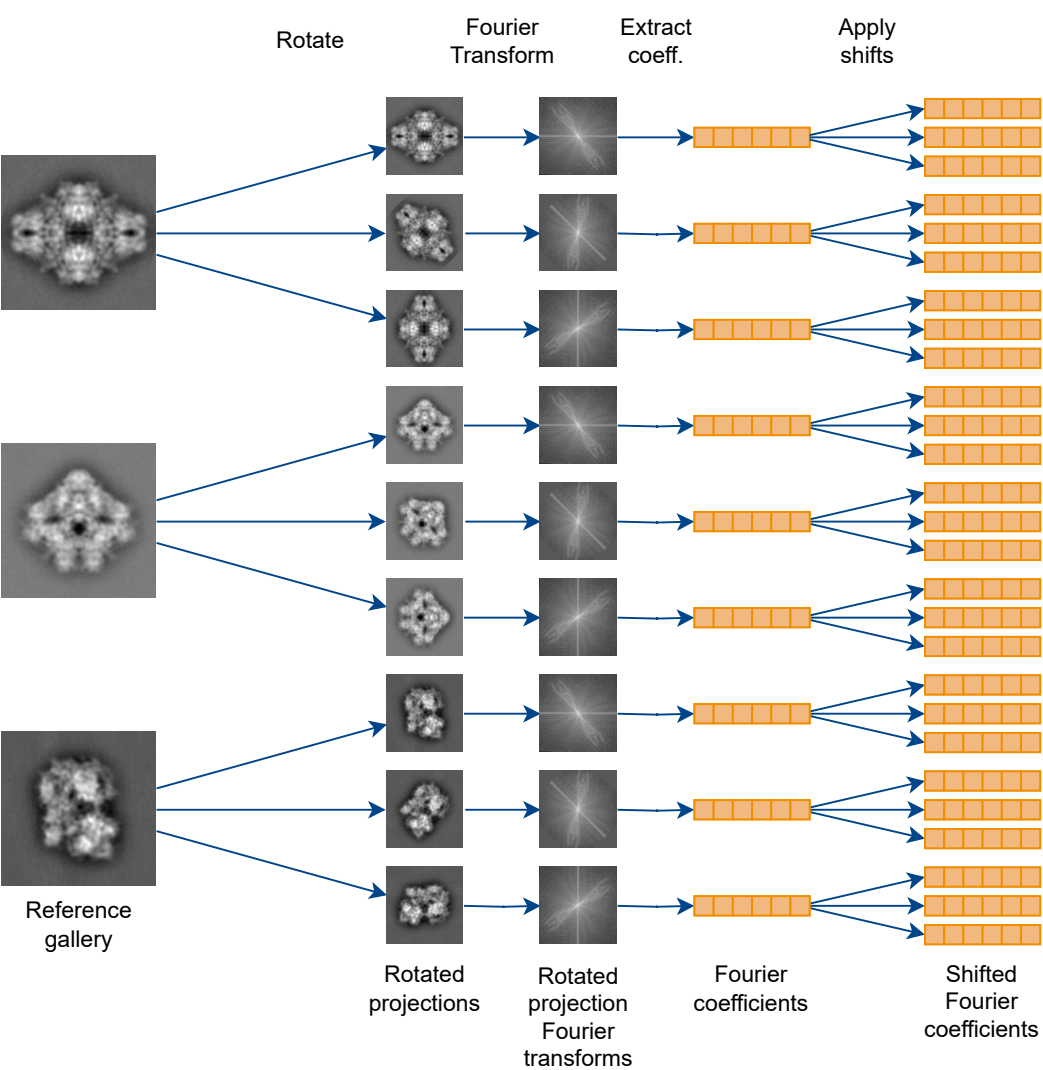 Rotate
Fourier
Transform
Extract
coeff.
Apply
shifts
Reference
gallery
Rotated
projections
Rotated
projection
Fourier
transforms
Fourier
coefficients
Shifted
Fourier
coefficients